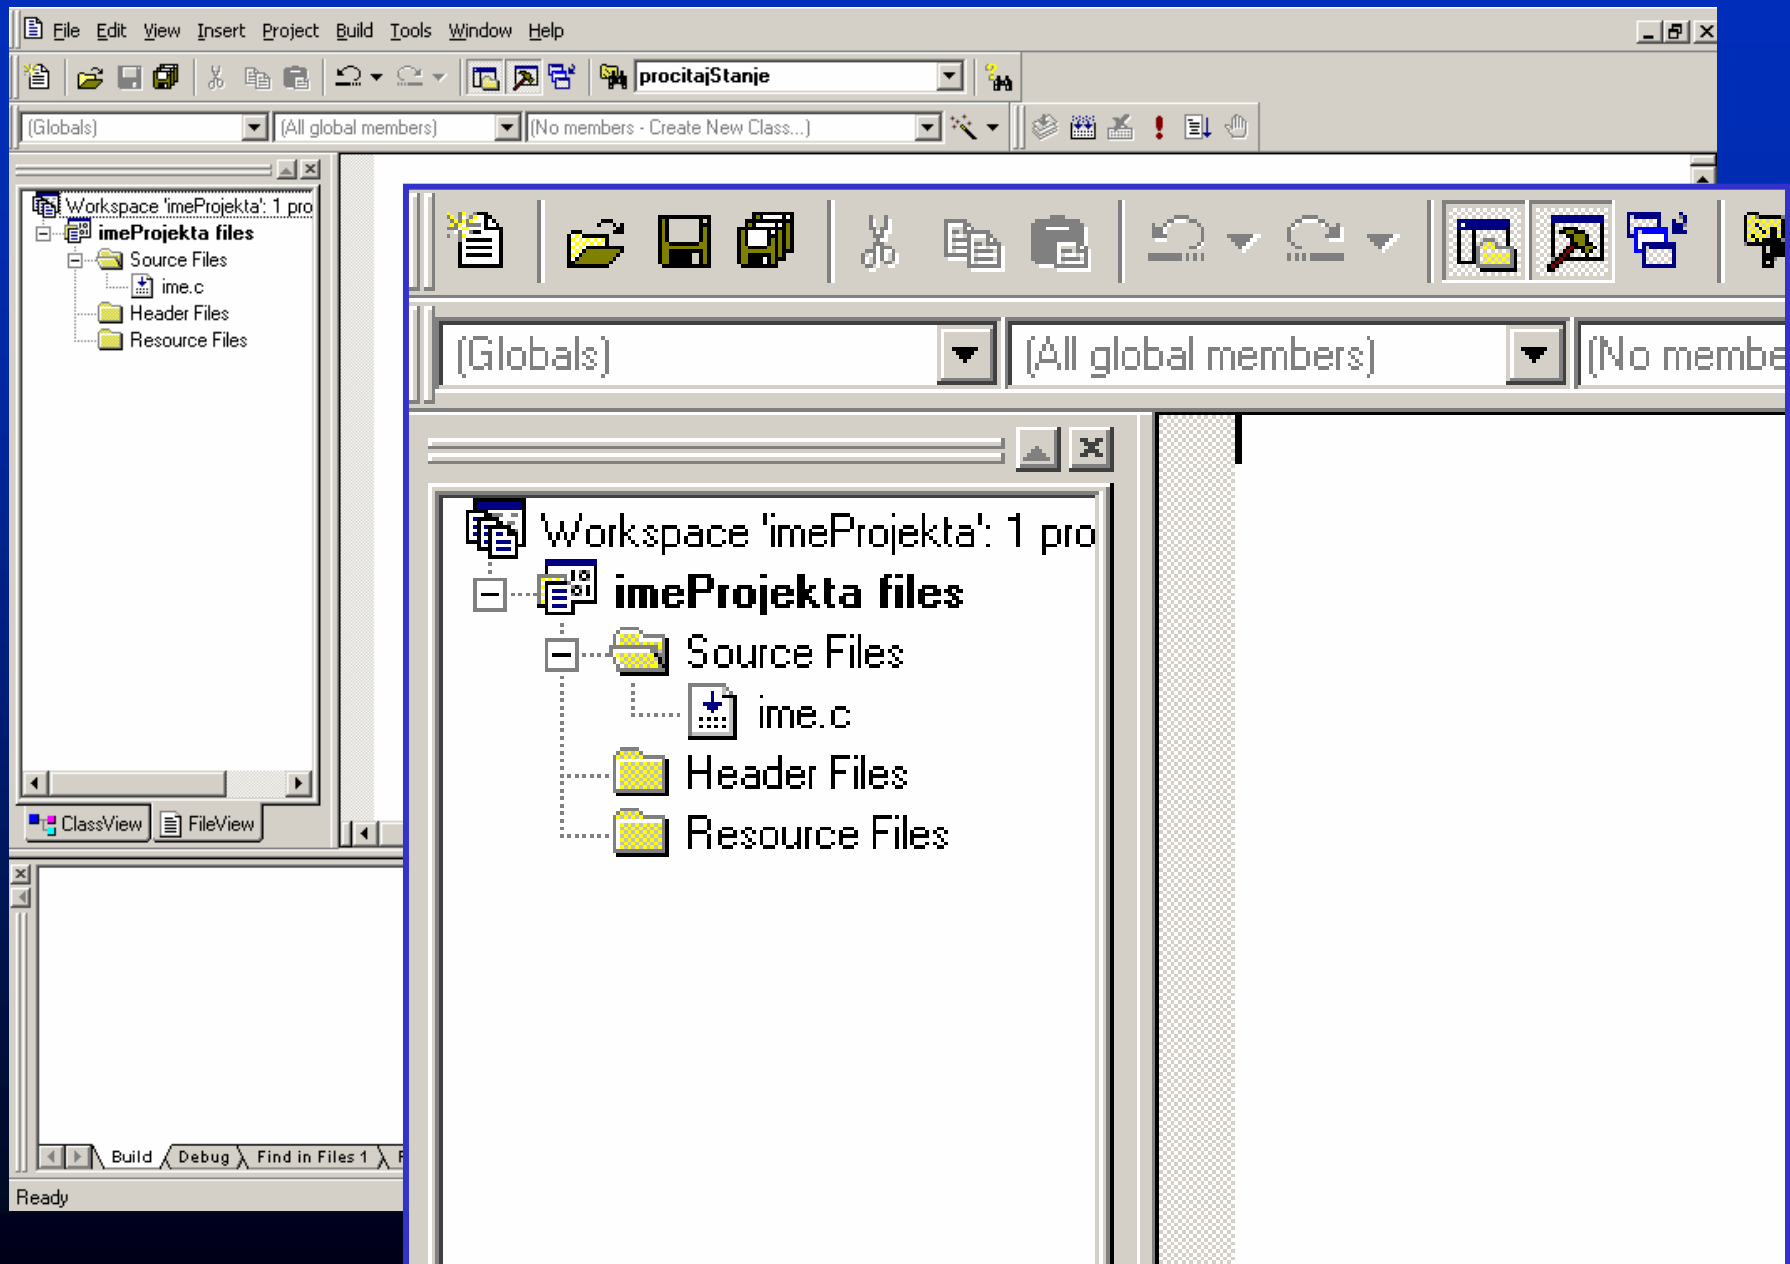 File Edit View Insert Project Build Tools Window Help
procitajStanje
(Globals) (All global members) (No members - Create New Class...)
Workspace 'imeProjekta': 1 pro
imeProjekta files
Source Files
ime.c
Header Files
Resource Files
ClassView FileView
Build Debug Find in Files 1
Ready
(Globals) (All global members) (No membe
Workspace 'imeProjekta': 1 pro
imeProjekta files
Source Files
ime.c
Header Files
Resource Files